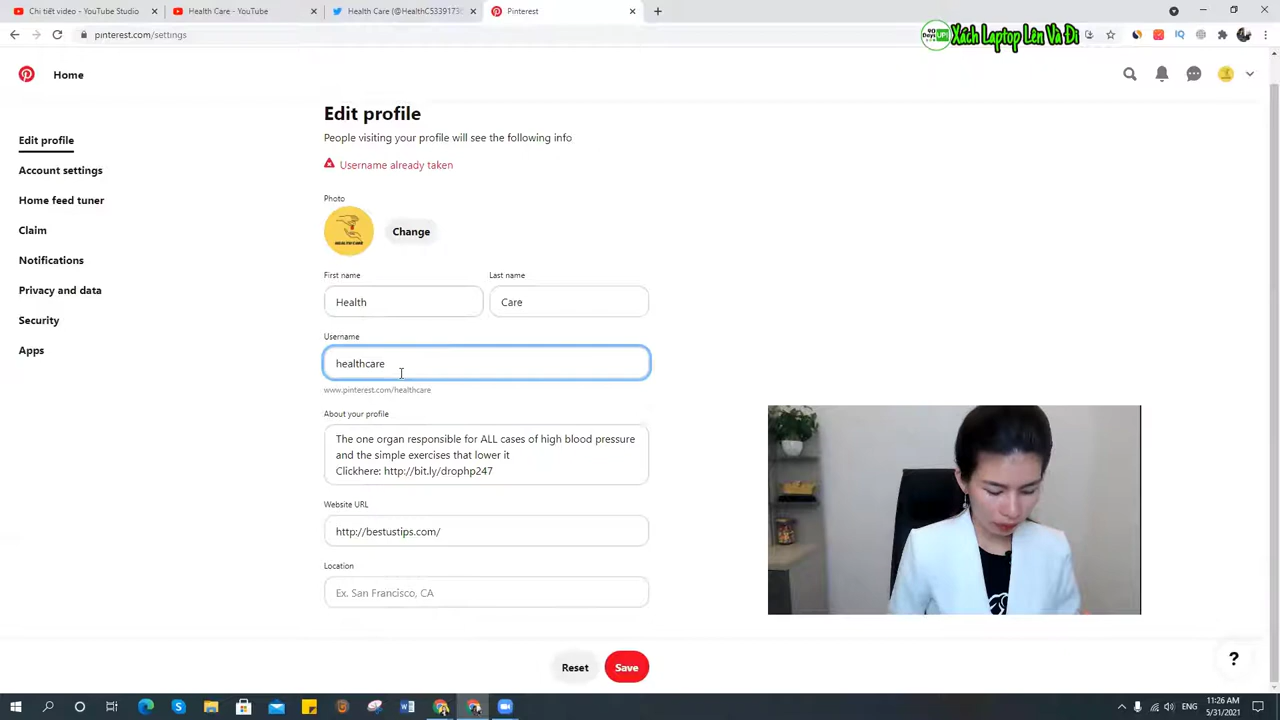 Chi tiết video - YouTube Studio
Health Care - YouTube
Health Care (@HealthC5339173
Pinterest
pinterest.com/settings
90 Days UP! Xách Laptop Lên Và Đi
Home
Edit profile
Account settings
Home feed tuner
Claim
Notifications
Privacy and data
Security
Apps
Edit profile
People visiting your profile will see the following info
Username already taken
Photo
HEALTH CARE
Change
First name
Last name
Health
Care
Username
healthcare
www.pinterest.com/healthcare
About your profile
The one organ responsible for ALL cases of high blood pressure
and the simple exercises that lower it
Clickhere: http://bit.ly/drophp247
Website URL
http://bestustips.com/
Location
Ex. San Francisco, CA
Reset
Save
?
11:26 AM
5/31/2021